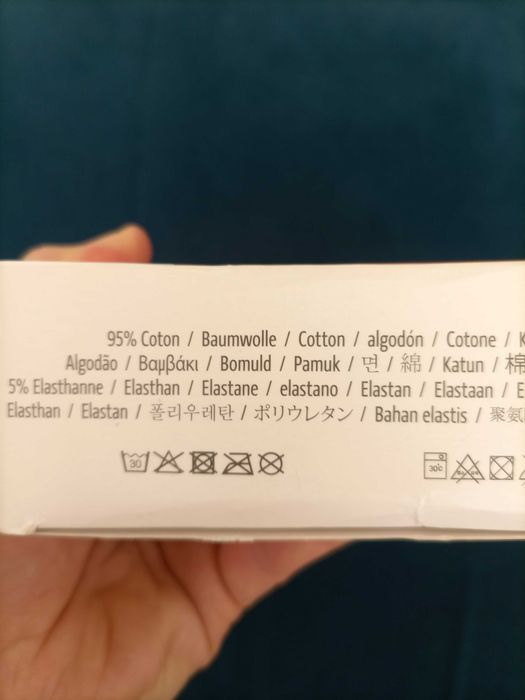 95% Coton / Baumwolle / Cotton / algodón / Cotone /
Algodão / Βαμβάκι / Bomuld / Pamuk / 면 / 綿 / Katun / 棉
5% Elasthanne / Elasthan / Elastane / elastano / Elastan / Elastaan /
Elasthan / Elastan / 폴리우레탄 / ポリウレタン / Bahan elastis / 聚氨
30 30°c